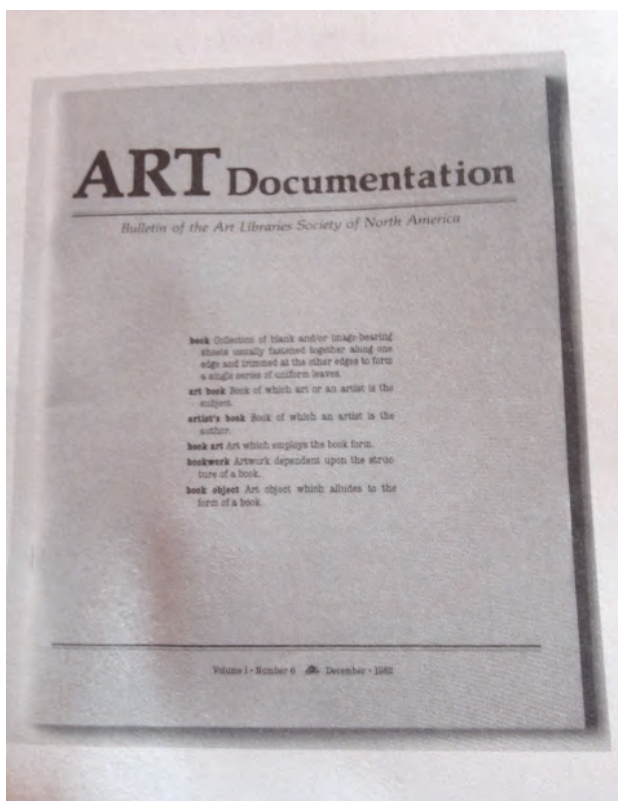 ART Documentation
Bulletin of the Art Libraries Society of North America
book Collection of blank and/or image-bearing
sheets usually fastened together along one
edge and trimmed at the other edges to form
a single series of uniform leaves.
art book Book of which art or an artist is the
subject.
artist's book Book of which an artist is the
author.
book art Art which employs the book form.
bookwork Artwork dependent upon the struc-
ture of a book.
book object Art object which alludes to the
form of a book.
Volume 1 • Number 6 December • 1982